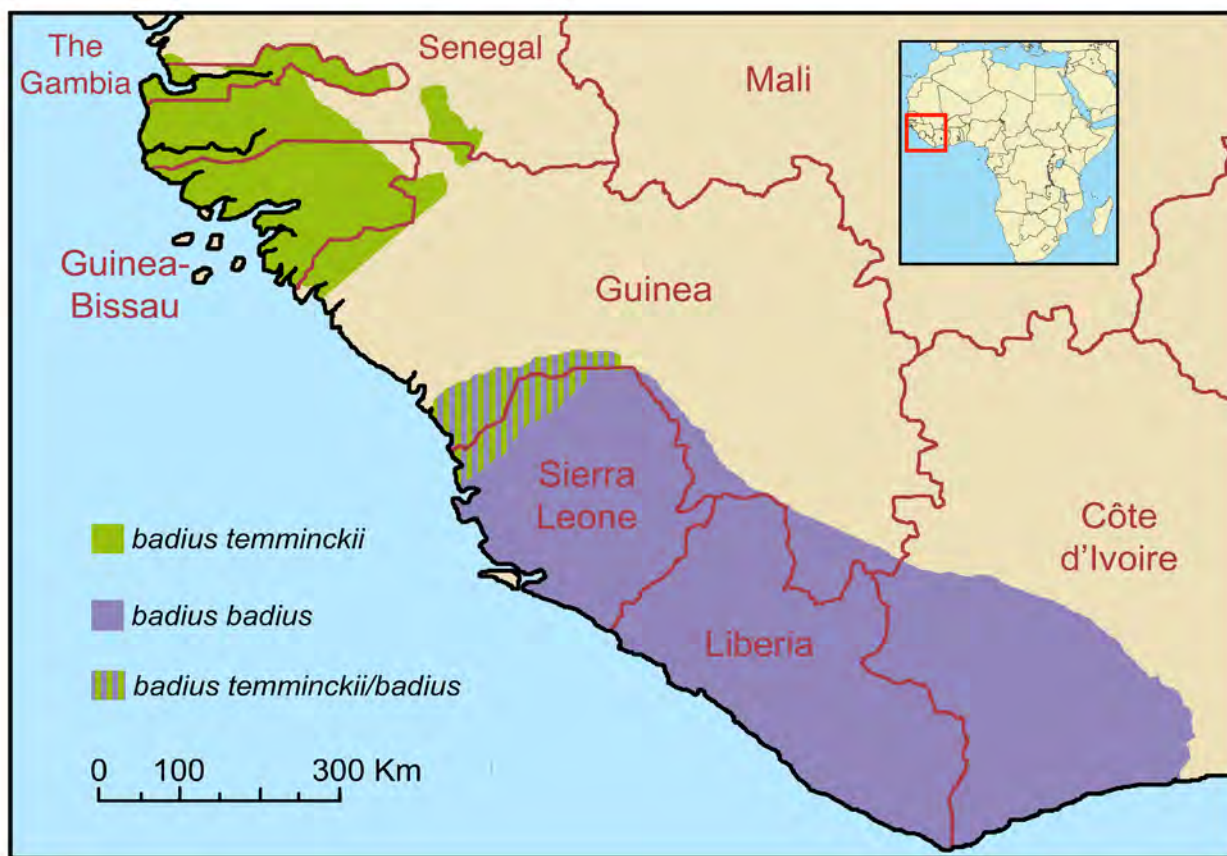 The
Gambia
Senegal
Mali
Guinea-
Bissau
Guinea
Sierra
Leone
Côte
d'Ivoire
Liberia
badius temminckii
badius badius
badius temminckii/badius
0 100 300 Km